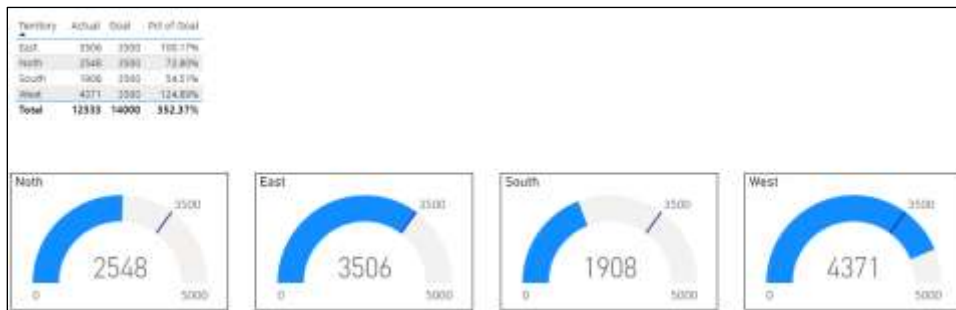 Territory Actual Goal Pct of Goal
East 3506 3500 100.17%
North 2548 3500 72.80%
South 1908 3500 54.51%
West 4371 3500 124.89%
Total 12333 14000 352.37%
Noth
3500
2548
0 5000
East
3500
3506
0 5000
South
3500
1908
0 5000
West
3500
4371
0 5000